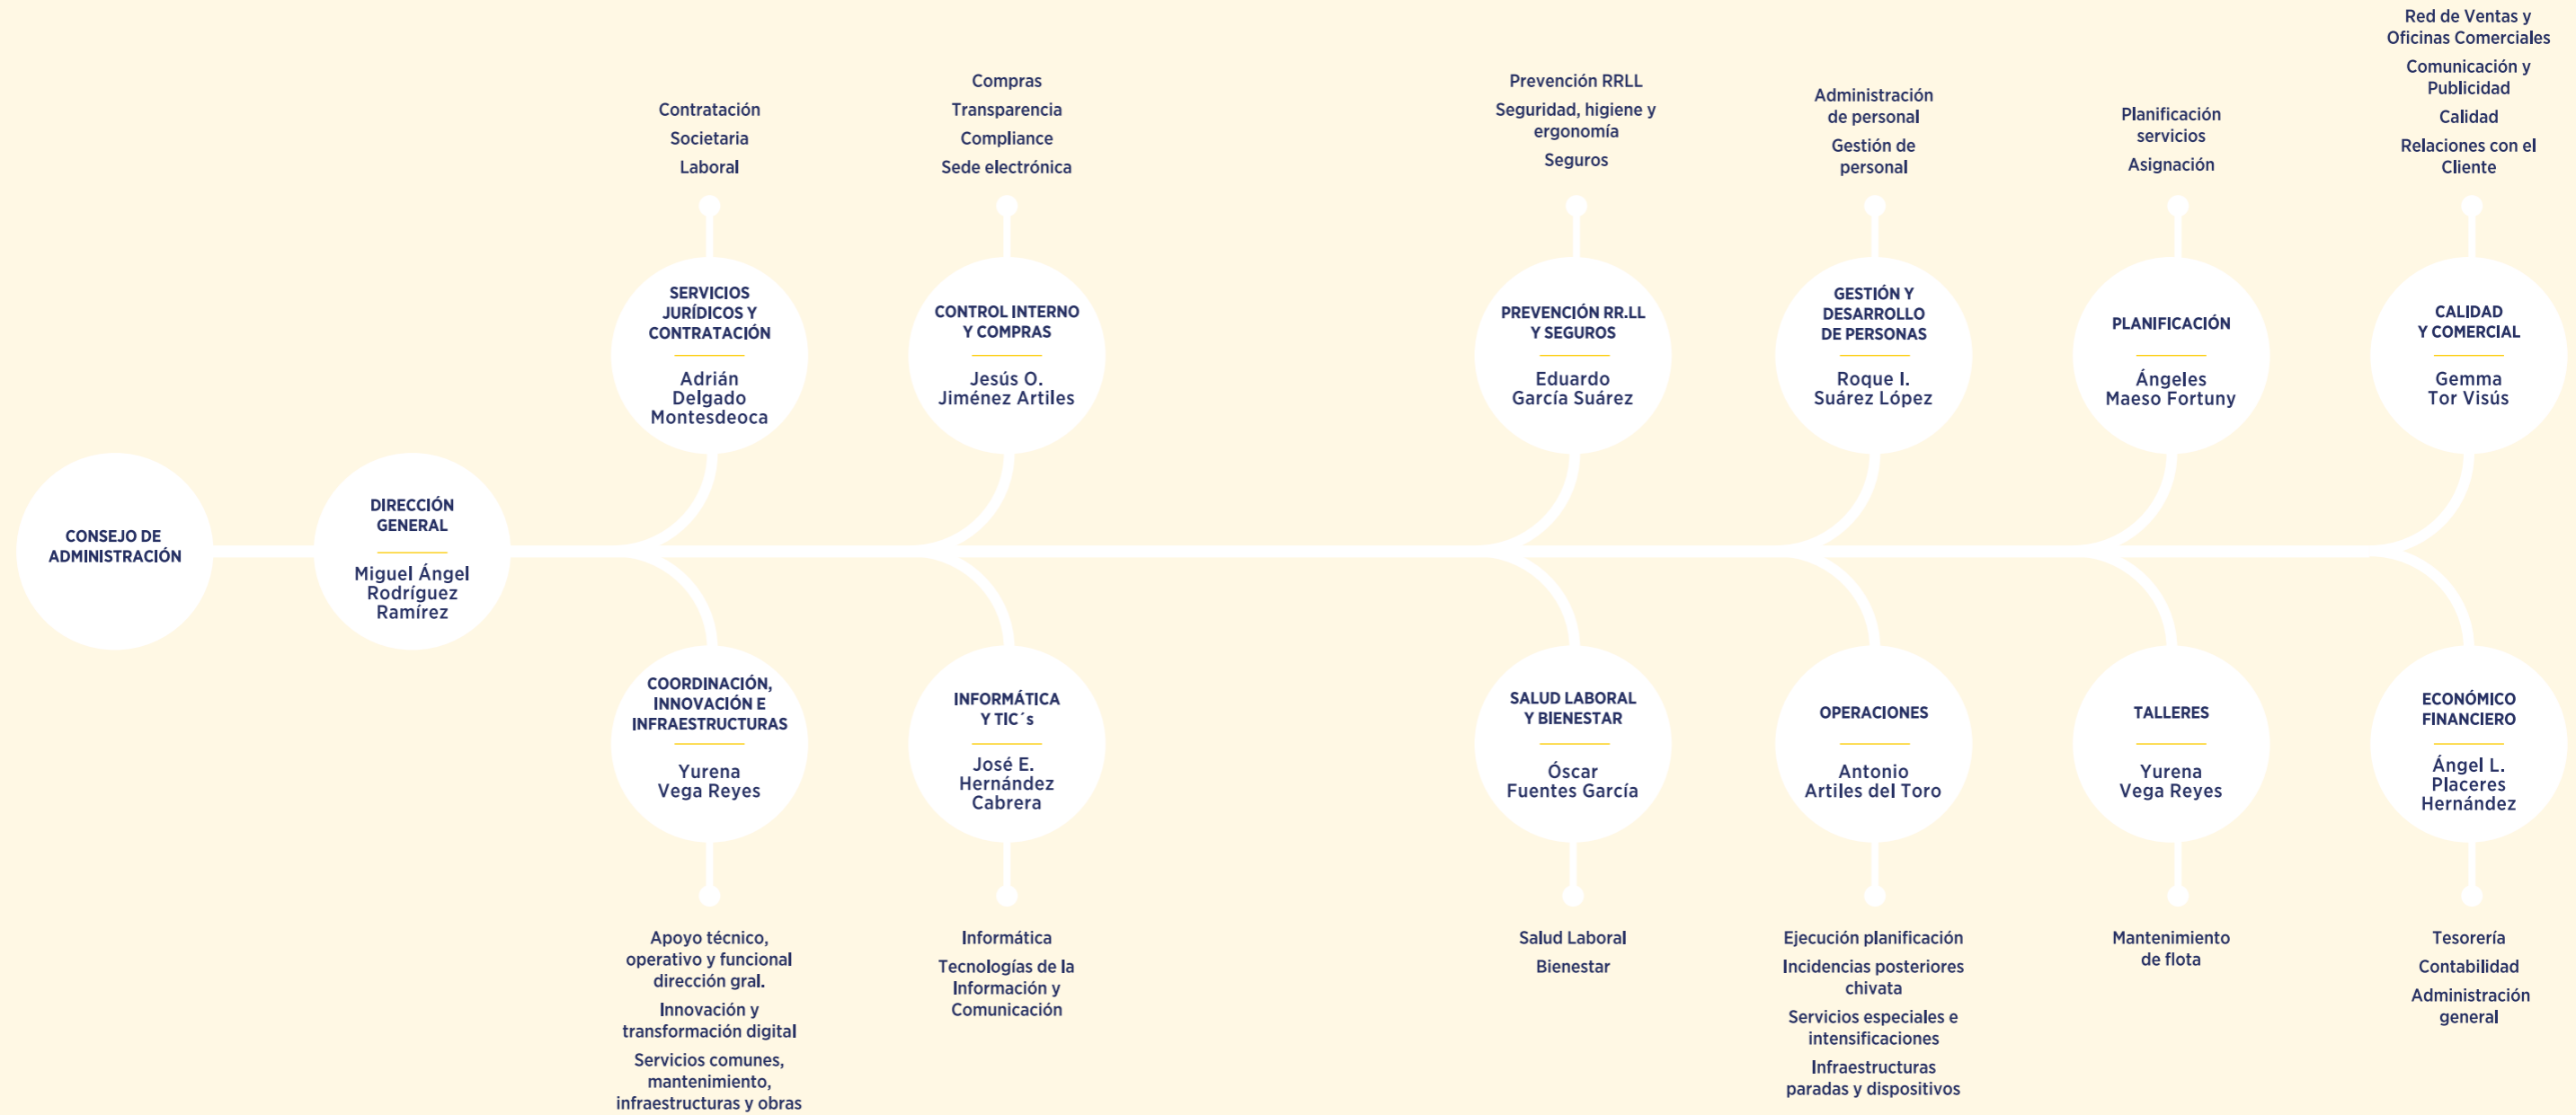 Contratación
Societaria
Laboral
Compras
Transparencia
Compliance
Sede electrónica
Prevención RRLL
Seguridad, higiene y
ergonomía
Seguros
Administración
de personal
Gestión de
personal
Planificación
servicios
Asignación
Red de Ventas y
Oficinas Comerciales
Comunicación y
Publicidad
Calidad
Relaciones con el
Cliente
SERVICIOS
JURÍDICOS Y
CONTRATACIÓN
Adrián
Delgado
Montesdeoca
CONTROL INTERNO
Y COMPRAS
Jesús O.
Jiménez Artiles
PREVENCIÓN RR.LL
Y SEGUROS
Eduardo
García Suárez
GESTIÓN Y
DESARROLLO
DE PERSONAS
Roque I.
Suárez López
PLANIFICACIÓN
Ángeles
Maeso Fortuny
CALIDAD
Y COMERCIAL
Gemma
Tor Visús
CONSEJO DE
ADMINISTRACIÓN
DIRECCIÓN
GENERAL
Miguel Ángel
Rodríguez
Ramírez
COORDINACIÓN,
INNOVACIÓN E
INFRAESTRUCTURAS
Yurena
Vega Reyes
INFORMÁTICA
Y TIC´s
José E.
Hernández
Cabrera
SALUD LABORAL
Y BIENESTAR
Óscar
Fuentes García
OPERACIONES
Antonio
Artiles del Toro
TALLERES
Yurena
Vega Reyes
ECONÓMICO
FINANCIERO
Ángel L.
Placeres
Hernández
Apoyo técnico,
operativo y funcional
dirección gral.
Innovación y
transformación digital
Servicios comunes,
mantenimiento,
infraestructuras y obras
Informática
Tecnologías de la
Información y
Comunicación
Salud Laboral
Bienestar
Ejecución planificación
Incidencias posteriores
chivata
Servicios especiales e
intensificaciones
Infraestructuras
paradas y dispositivos
Mantenimiento
de flota
Tesorería
Contabilidad
Administración
general